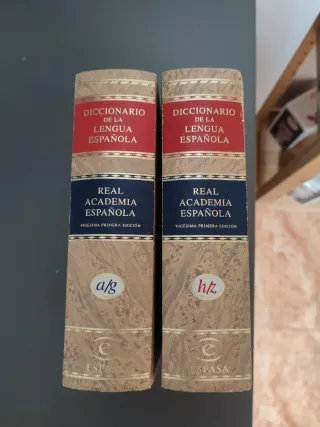 DICCIONARIO
DE LA
LENGUA
ESPAÑOLA
REAL
ACADEMIA
ESPAÑOLA
VIGÉSIMA PRIMERA EDICIÓN
a/g
ESPASA
DICCIONARIO
DE LA
LENGUA
ESPAÑOLA
REAL
ACADEMIA
ESPAÑOLA
VIGÉSIMA PRIMERA EDICIÓN
h/z
ESPASA